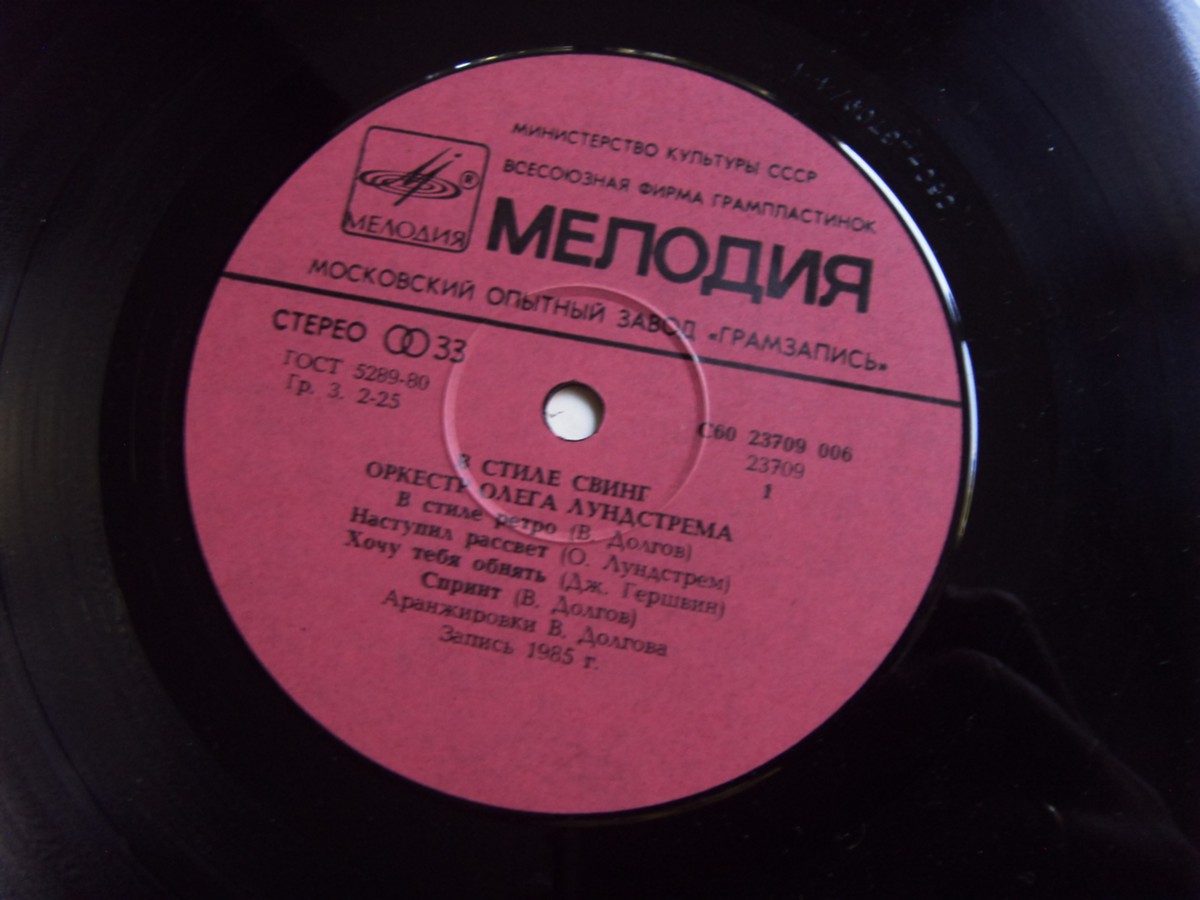 МИНИСТЕРСТВО КУЛЬТУРЫ СССР
ВСЕСОЮЗНАЯ ФИРМА ГРАМПЛАСТИНОК
МЕЛОДИЯ ®
МЕЛОДИЯ
МОСКОВСКИЙ ОПЫТНЫЙ ЗАВОД «ГРАМЗАПИСЬ»
СТЕРЕО 33
ГОСТ 5289-80
Гр. 3. 2-25
С60 23709 006
23709
1
В СТИЛЕ СВИНГ
ОРКЕСТР ОЛЕГА ЛУНДСТРЕМА
В стиле ретро (В. Долгов)
Наступил рассвет (О. Лундстрем)
Хочу тебя обнять (Дж. Гершвин)
Спринт (В. Долгов)
Аранжировки В. Долгова
Запись 1985 г.